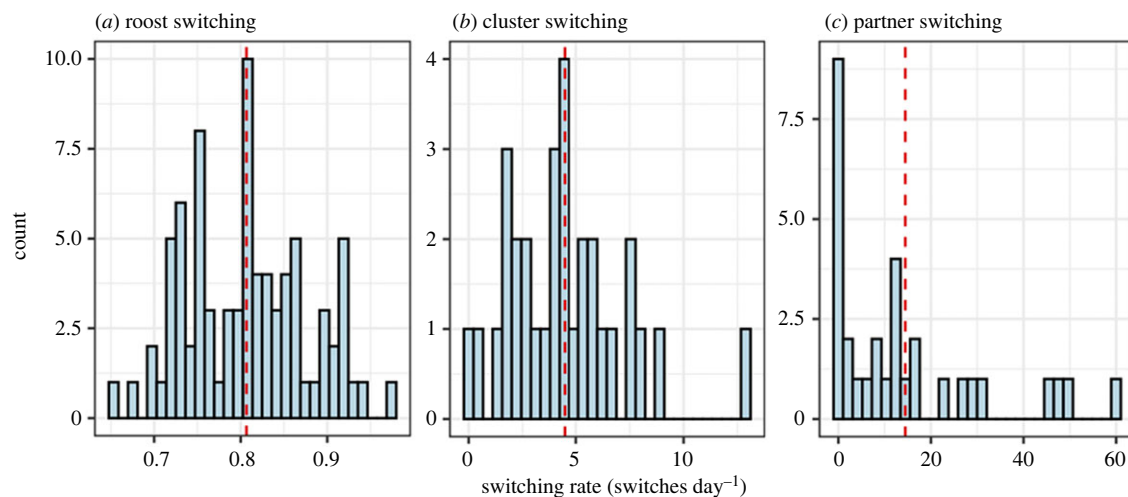 (a) roost switching
(b) cluster switching
(c) partner switching
count
10.0
7.5
5.0
2.5
0
0.7 0.8 0.9
4
3
2
1
0
0 5 10
7.5
5.0
2.5
0
0 20 40 60
switching rate (switches day–1)